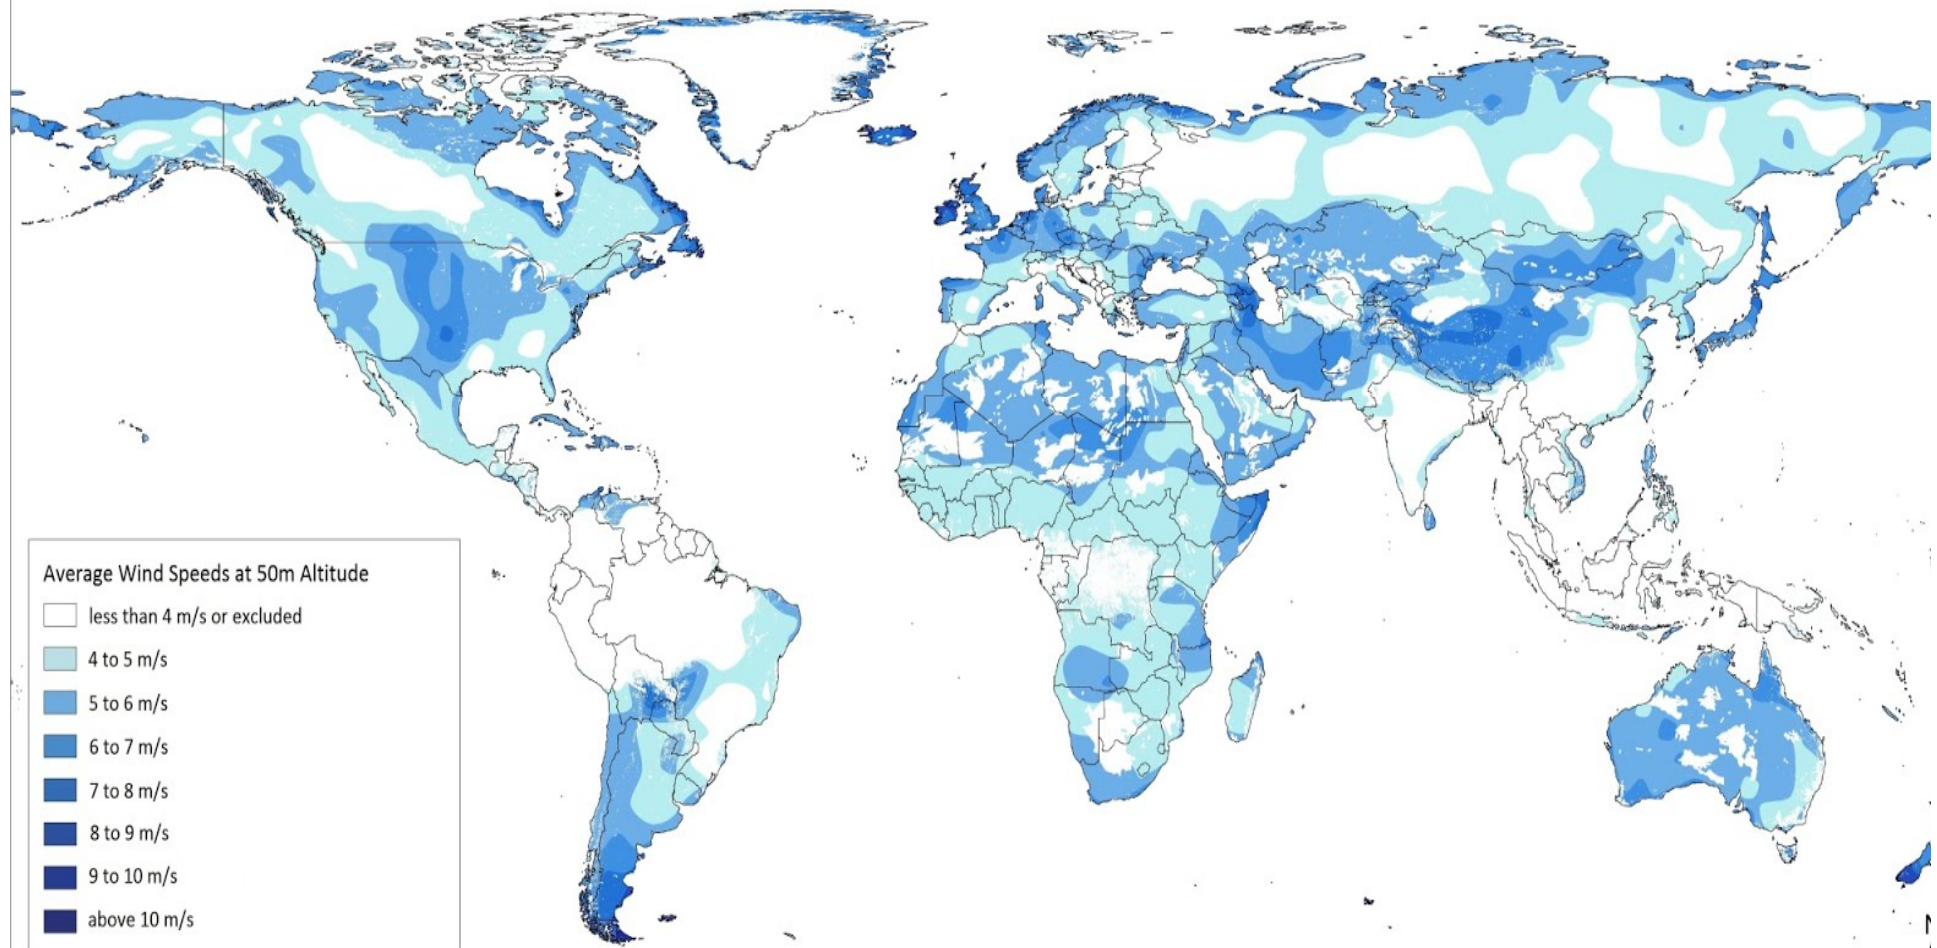 Average Wind Speeds at 50m Altitude
less than 4 m/s or excluded
4 to 5 m/s
5 to 6 m/s
6 to 7 m/s
7 to 8 m/s
8 to 9 m/s
9 to 10 m/s
above 10 m/s